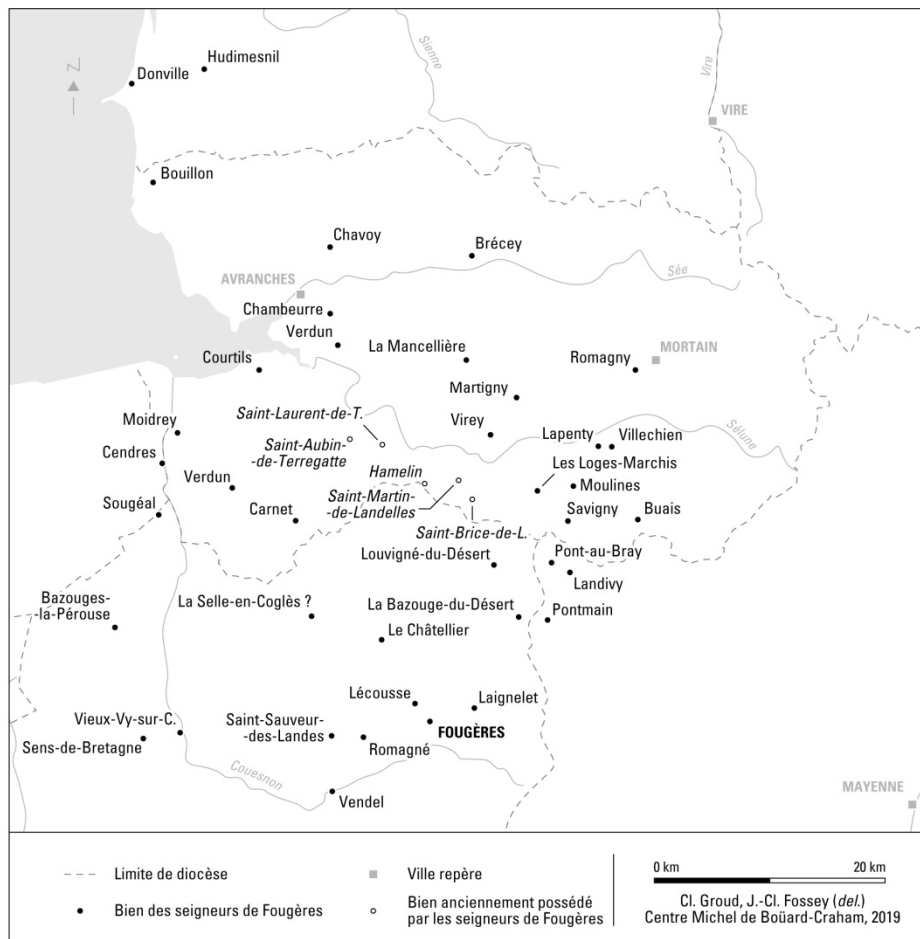 Hudimesnil
Donville
Sienne
Vire
VIRE
Z
Bouillon
Chavoy
Brécey
Sée
AVRANCHES
Chambeurre
Verdun
La Mancellière
Courtils
Romagny
MORTAIN
Martigny
Saint-Laurent-de-T.
Moidrey
Virey
Sélune
Saint-Aubin-
-de-Terregatte
Lapenty
Villechien
Cendres
Hamelin
Les Loges-Marchis
Verdun
Saint-Martin-
-de-Landelles
Moulines
Sougéal
Carnet
Savigny
Buais
Saint-Brice-de-L.
Louvigné-du-Désert
Pont-au-Bray
Landivy
Bazouges-
-la-Pérouse
La Selle-en-Coglès ?
La Bazouge-du-Désert
Pontmain
Le Châtellier
Lécousse
Laignelet
Vieux-Vy-sur-C.
Saint-Sauveur-
-des-Landes
FOUGÈRES
Sens-de-Bretagne
Romagné
Couesnon
Vendel
MAYENNE
Limite de diocèse
Ville repère
0 km
20 km
Bien des seigneurs de Fougères
Bien anciennement possédé
par les seigneurs de Fougères
Cl. Groud, J.-Cl. Fossey (del.)
Centre Michel de Boüard-Craham, 2019